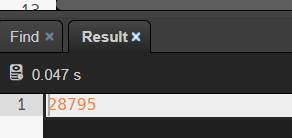 13
Find ×
Result ×
0.047 s
1 28795